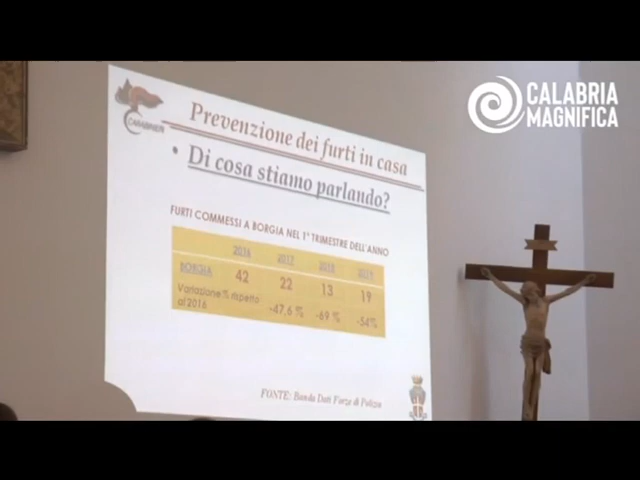 CALABRIA
MAGNIFICA
CARABINIERI
Prevenzione dei furti in casa
• Di cosa stiamo parlando?
FURTI COMMESSI A BORGIA NEL 1° TRIMESTRE DELL'ANNO
2016 2017 2018 2019
BORGIA 42 22 13 19
Variazione % rispetto
al 2016 -47,6 % -69 % -54%
FONTE: Banda Dati Forze di Polizia